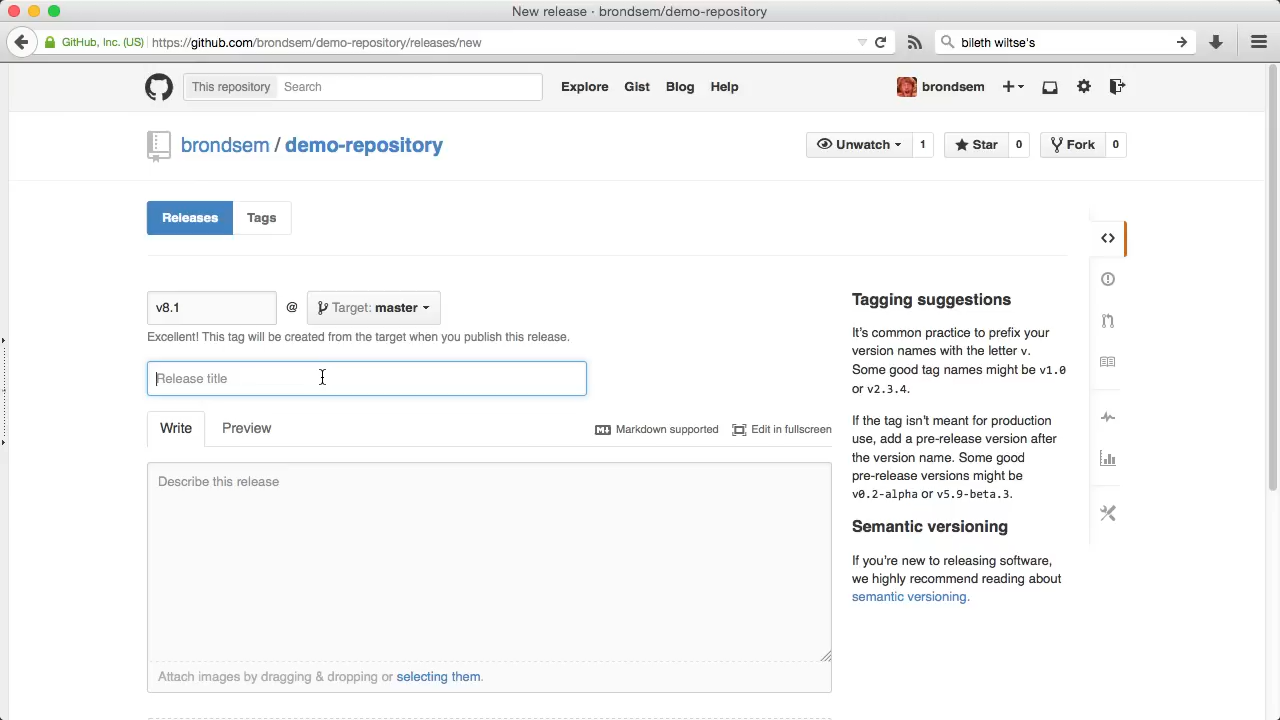 New release · brondsem/demo-repository
GitHub, Inc. (US) https://github.com/brondsem/demo-repository/releases/new
bileth wiltse's
This repository Search Explore Gist Blog Help brondsem
brondsem / demo-repository
Unwatch 1 Star 0 Fork 0
Releases Tags
v8.1 @ Target: master
Excellent! This tag will be created from the target when you publish this release.
Release title
Write Preview Markdown supported Edit in fullscreen
Describe this release
Attach images by dragging & dropping or selecting them.
Tagging suggestions
It's common practice to prefix your
version names with the letter v.
Some good tag names might be v1.0
or v2.3.4.
If the tag isn't meant for production
use, add a pre-release version after
the version name. Some good
pre-release versions might be
v0.2-alpha or v5.9-beta.3.
Semantic versioning
If you're new to releasing software,
we highly recommend reading about
semantic versioning.